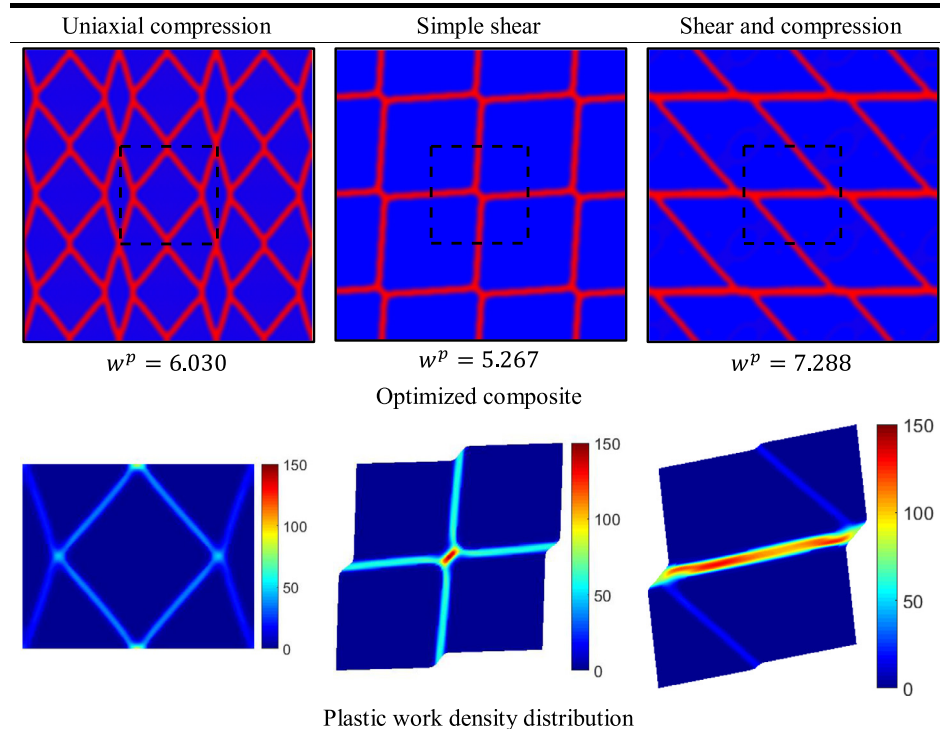 Uniaxial compression Simple shear Shear and compression
w^p = 6.030 w^p = 5.267 w^p = 7.288
Optimized composite
150 150 150
100 100 100
50 50 50
0 0 0
Plastic work density distribution